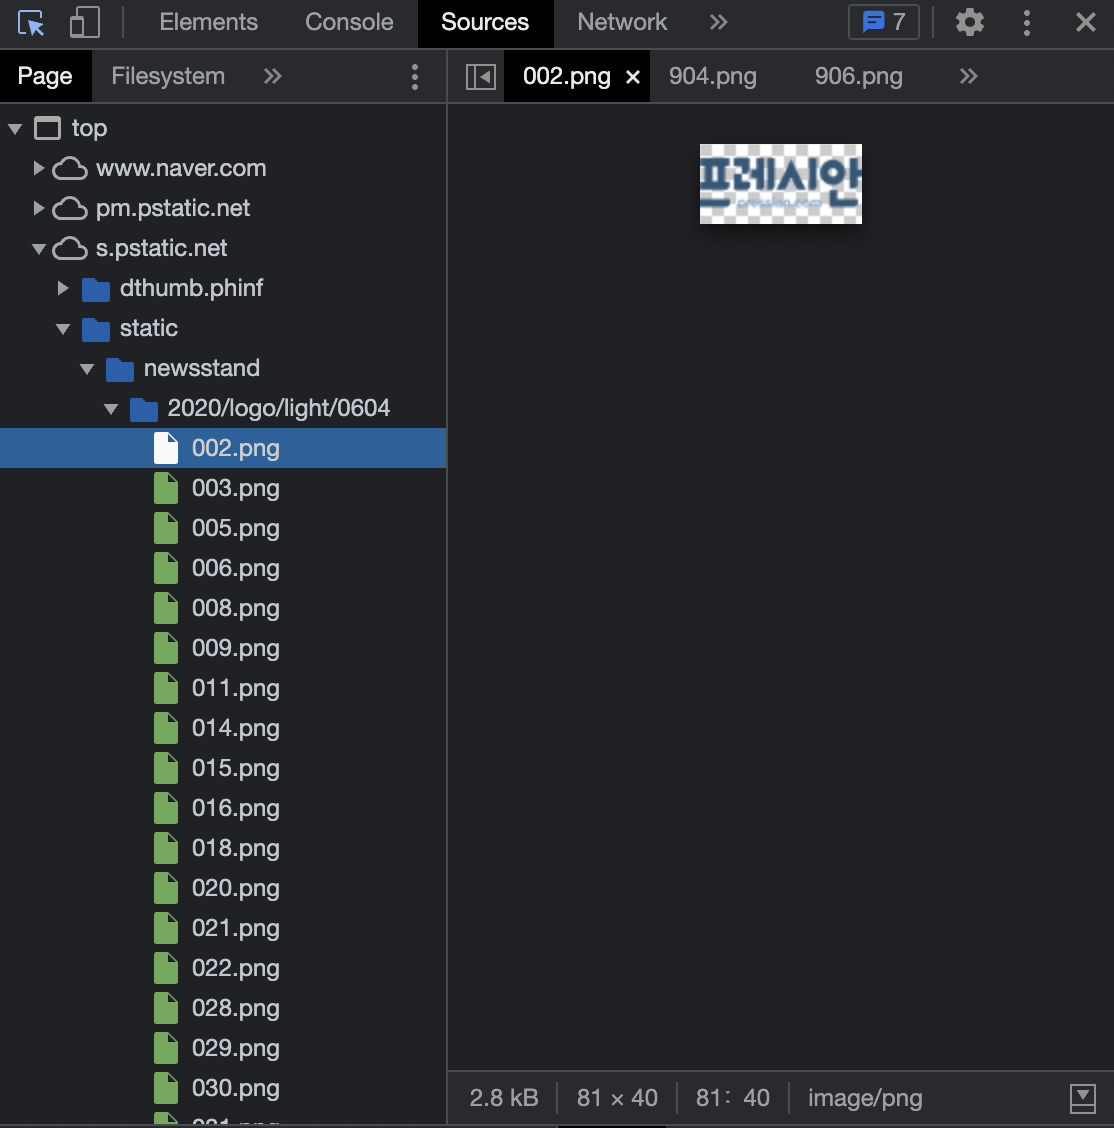 Elements Console Sources Network » 7
Page Filesystem »
002.png × 904.png 906.png »
top
www.naver.com
pm.pstatic.net
s.pstatic.net
dthumb.phinf
static
newsstand
2020/logo/light/0604
002.png
003.png
005.png
006.png
008.png
009.png
011.png
014.png
015.png
016.png
018.png
020.png
021.png
022.png
028.png
029.png
030.png
프레시안
2.8 kB 81 × 40 81: 40 image/png